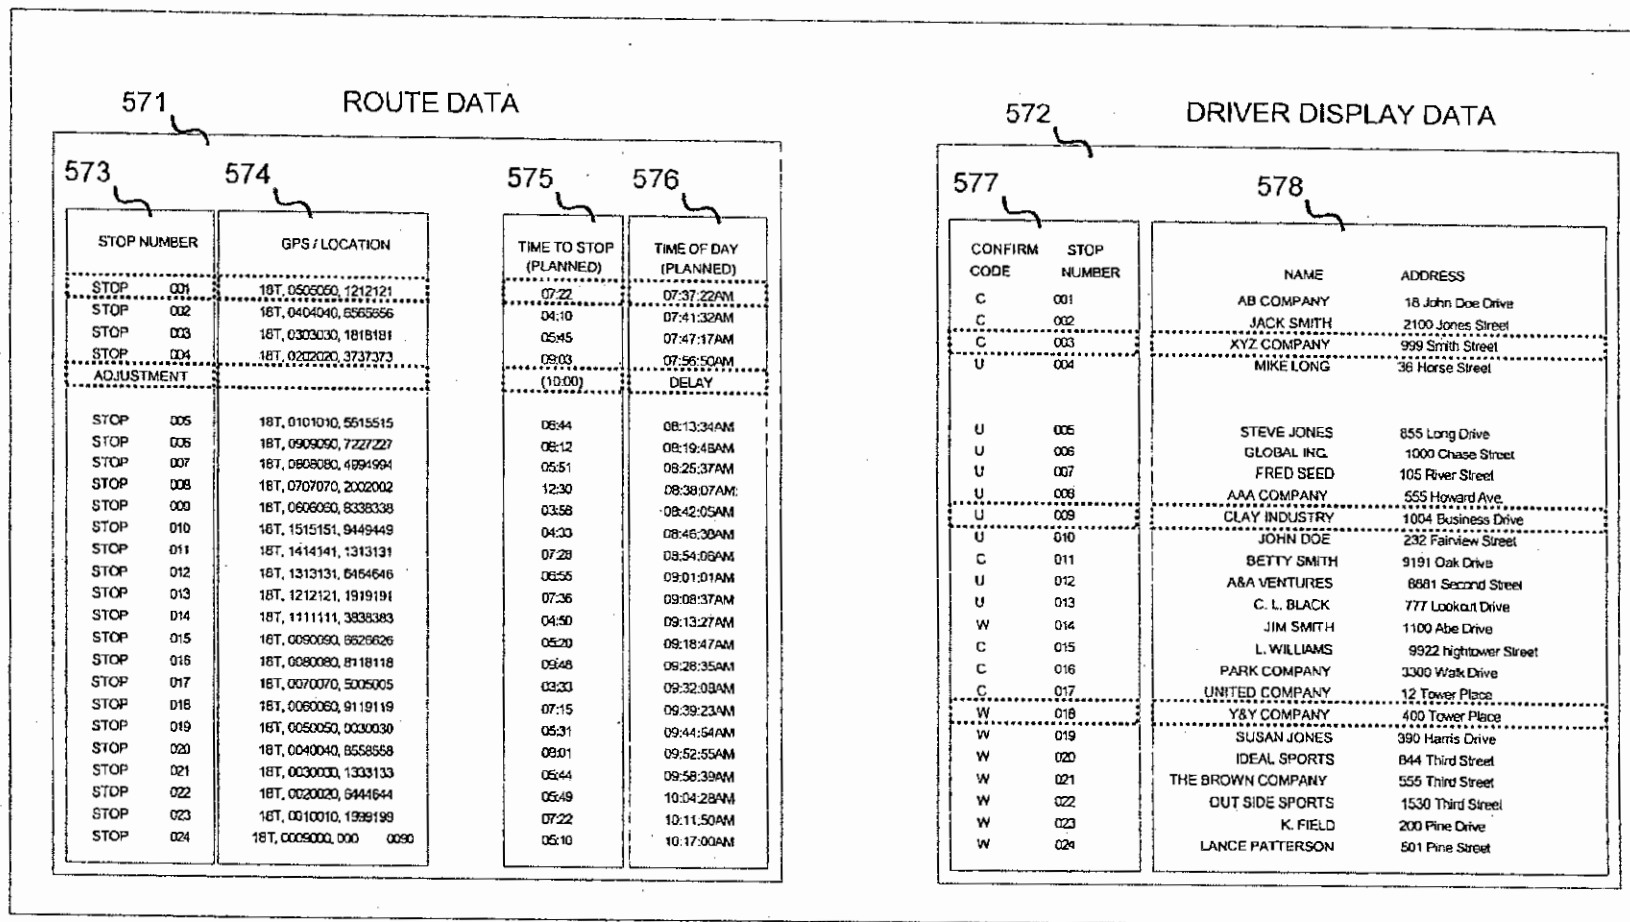 571 ROUTE DATA
573 574 575 576
STOP NUMBER GPS / LOCATION TIME TO STOP TIME OF DAY
(PLANNED) (PLANNED)
STOP 001 18T, 0505050, 1212121 07:22 07:37:22AM
STOP 002 18T, 0404040, 6565656 04:10 07:41:32AM
STOP 003 18T, 0303030, 1818181 05:45 07:47:17AM
STOP 004 18T, 0202020, 3737373 09:03 07:56:50AM
ADJUSTMENT (10:00) DELAY
STOP 005 18T, 0101010, 5515515 06:44 08:13:34AM
STOP 006 18T, 0909090, 7227227 06:12 08:19:46AM
STOP 007 18T, 0808080, 4994994 05:51 08:25:37AM
STOP 008 18T, 0707070, 2002002 12:30 08:38:07AM
STOP 009 18T, 0606060, 8338338 03:58 08:42:05AM
STOP 010 18T, 1515151, 9449449 04:33 08:46:38AM
STOP 011 18T, 1414141, 1313131 07:28 08:54:06AM
STOP 012 18T, 1313131, 6464646 06:55 09:01:01AM
STOP 013 18T, 1212121, 1919191 07:36 09:08:37AM
STOP 014 18T, 1111111, 3838383 04:50 09:13:27AM
STOP 015 18T, 0090090, 6626626 05:20 09:18:47AM
STOP 016 18T, 0080080, 8118118 09:48 09:28:35AM
STOP 017 18T, 0070070, 5005005 03:33 09:32:08AM
STOP 018 18T, 0060060, 9119119 07:15 09:39:23AM
STOP 019 18T, 0050050, 0030030 05:31 09:44:54AM
STOP 020 18T, 0040040, 8558558 08:01 09:52:55AM
STOP 021 18T, 0030030, 1333133 05:44 09:58:39AM
STOP 022 18T, 0020020, 6444644 05:49 10:04:28AM
STOP 023 18T, 0010010, 1999199 07:22 10:11:50AM
STOP 024 18T, 0009000, 000 0090 05:10 10:17:00AM
572 DRIVER DISPLAY DATA
577 578
CONFIRM STOP
CODE NUMBER NAME ADDRESS
C 001 AB COMPANY 18 John Doe Drive
C 002 JACK SMITH 2100 Jones Street
C 003 XYZ COMPANY 999 Smith Street
U 004 MIKE LONG 36 Horse Street
U 005 STEVE JONES 855 Long Drive
U 006 GLOBAL INC. 1000 Chase Street
U 007 FRED SEED 105 River Street
U 008 AAA COMPANY 555 Howard Ave.
U 009 CLAY INDUSTRY 1004 Business Drive
U 010 JOHN DOE 232 Fairview Street
C 011 BETTY SMITH 9191 Oak Drive
U 012 A&A VENTURES 8881 Second Street
U 013 C. L. BLACK 777 Lookout Drive
W 014 JIM SMITH 1100 Abe Drive
C 015 L. WILLIAMS 9922 hightower Street
C 016 PARK COMPANY 3300 Walk Drive
C 017 UNITED COMPANY 12 Tower Place
W 018 Y&Y COMPANY 400 Tower Place
W 019 SUSAN JONES 390 Harris Drive
W 020 IDEAL SPORTS 844 Third Street
W 021 THE BROWN COMPANY 555 Third Street
W 022 OUT SIDE SPORTS 1530 Third Street
W 023 K. FIELD 200 Pine Drive
W 024 LANCE PATTERSON 501 Pine Street